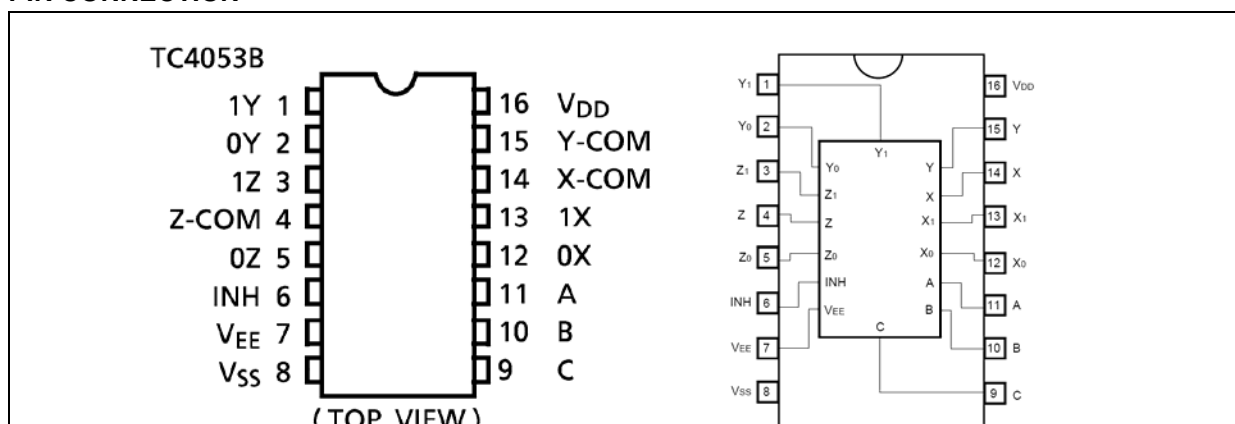 TC4053B
1Y 1
0Y 2
1Z 3
Z-COM 4
0Z 5
INH 6
VEE 7
VSS 8
16 VDD
15 Y-COM
14 X-COM
13 1X
12 0X
11 A
10 B
9 C
(TOP VIEW)
Y1 1
Y0 2
Z1 3
Z 4
Z0 5
INH 6
VEE 7
VSS 8
Y1
Y0
Z1
Z
Z0
INH
VEE
C
Y
X
X1
X0
A
B
16 VDD
15 Y
14 X
13 X1
12 X0
11 A
10 B
9 C